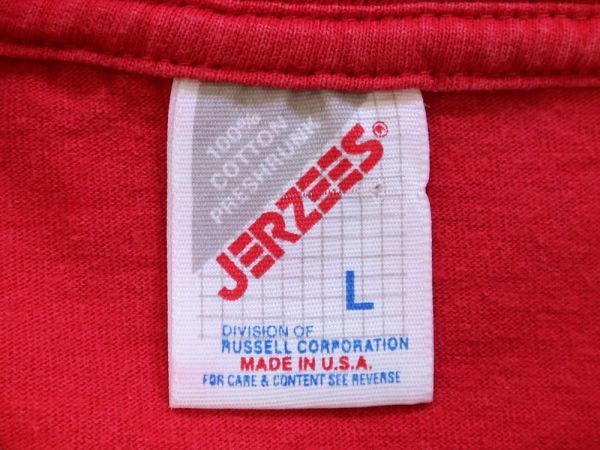 100%
COTTON
PRESHRUNK
JERZEES®
L
DIVISION OF
RUSSELL CORPORATION
MADE IN U.S.A.
FOR CARE & CONTENT SEE REVERSE